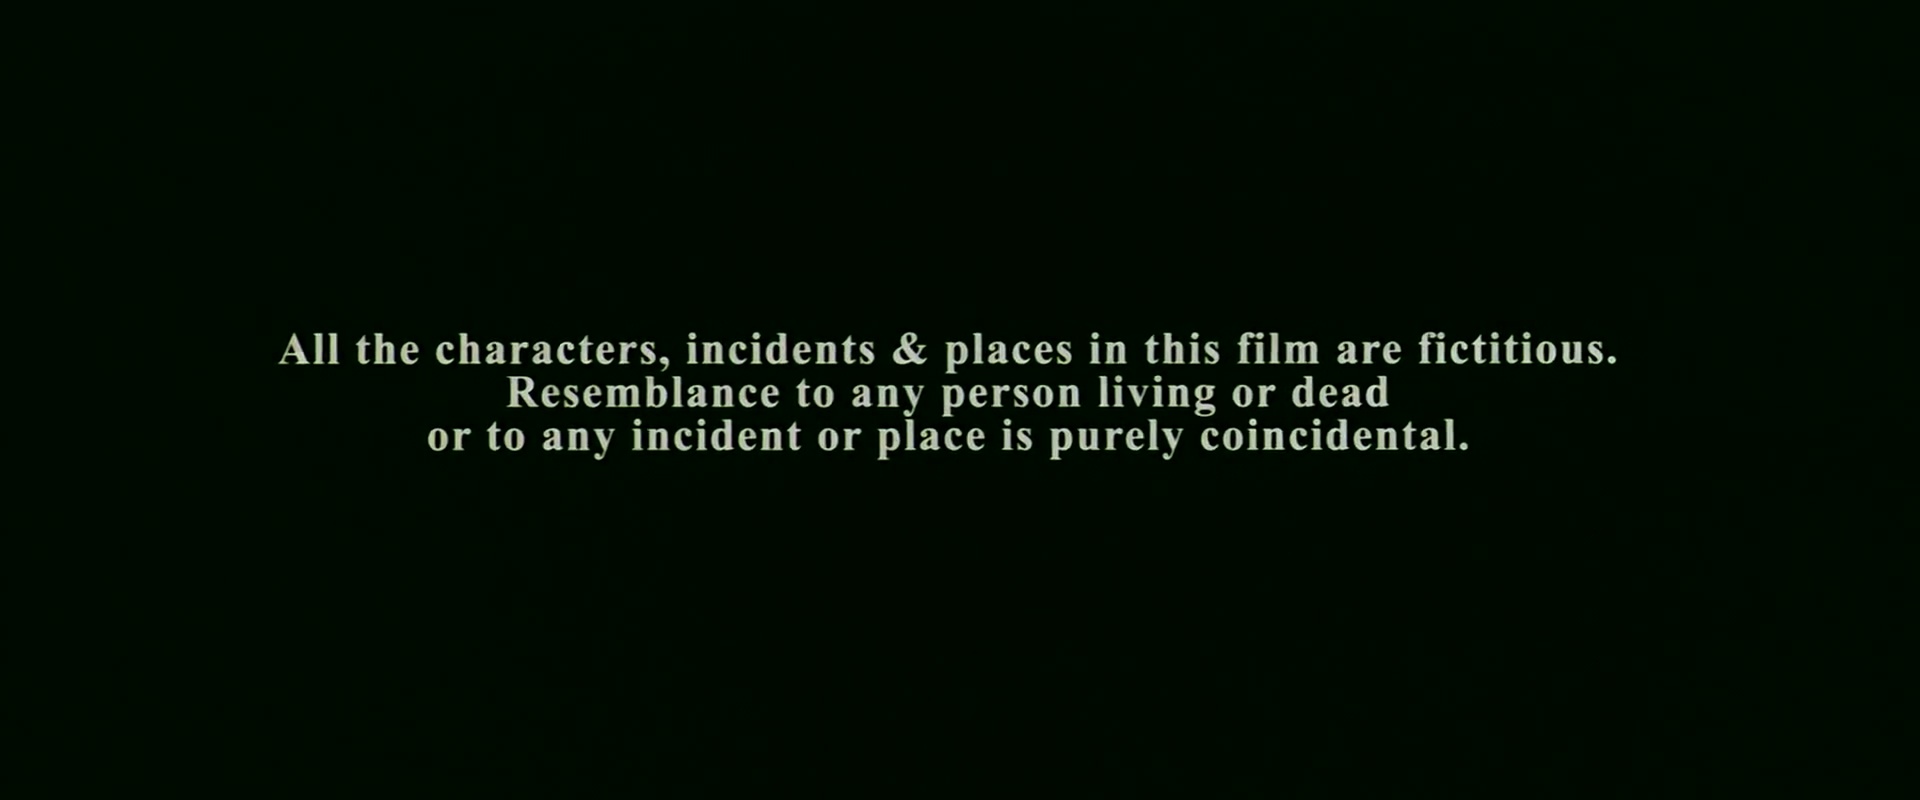 All the characters, incidents & places in this film are fictitious.
Resemblance to any person living or dead
or to any incident or place is purely coincidental.